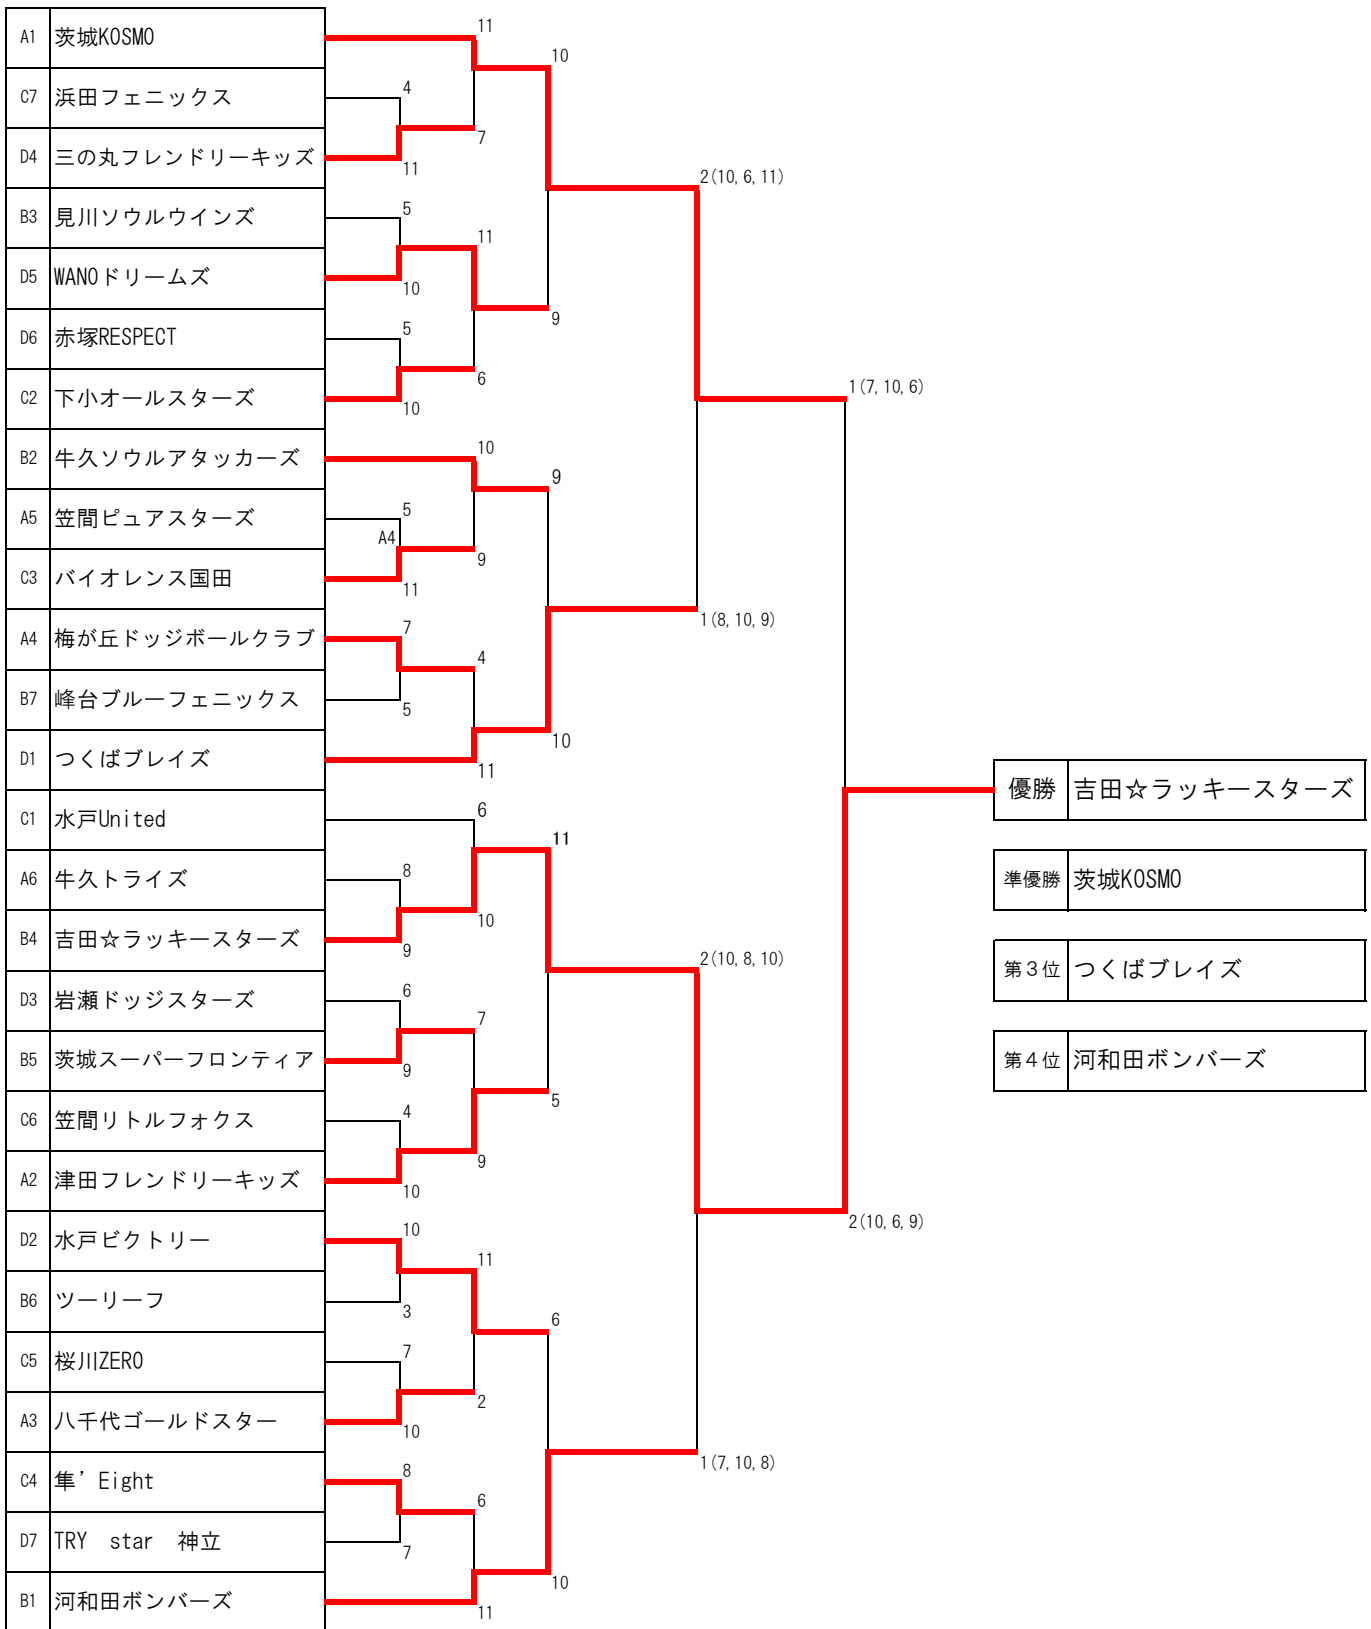 A1 茨城KOSMO
11
10
C7 浜田フェニックス
4
7
D4 三の丸フレンドリーキッズ
11
2(10, 6, 11)
B3 見川ソウルウインズ
5
11
D5 WANOドリームズ
10
9
D6 赤塚RESPECT
5
6
C2 下小オールスターズ
10
1(7, 10, 6)
B2 牛久ソウルアタッカーズ
10
9
A5 笠間ピュアスターズ
5
A4
9
C3 バイオレンス国田
11
1(8, 10, 9)
A4 梅が丘ドッジボールクラブ
7
4
B7 峰台ブルーフェニックス
5
10
D1 つくばブレイズ
11
優勝 吉田☆ラッキースターズ
C1 水戸United
6
11
A6 牛久トライズ
8
10
準優勝 茨城KOSMO
B4 吉田☆ラッキースターズ
9
2(10, 8, 10)
第３位 つくばブレイズ
D3 岩瀬ドッジスターズ
6
7
B5 茨城スーパーフロンティア
9
5
第４位 河和田ボンバーズ
C6 笠間リトルフォクス
4
9
A2 津田フレンドリーキッズ
10
2(10, 6, 9)
D2 水戸ビクトリー
10
11
B6 ツーリーフ
3
6
C5 桜川ZERO
7
2
A3 八千代ゴールドスター
10
1(7, 10, 8)
C4 隼’Eight
8
6
D7 TRY　star　神立
7
10
B1 河和田ボンバーズ
11